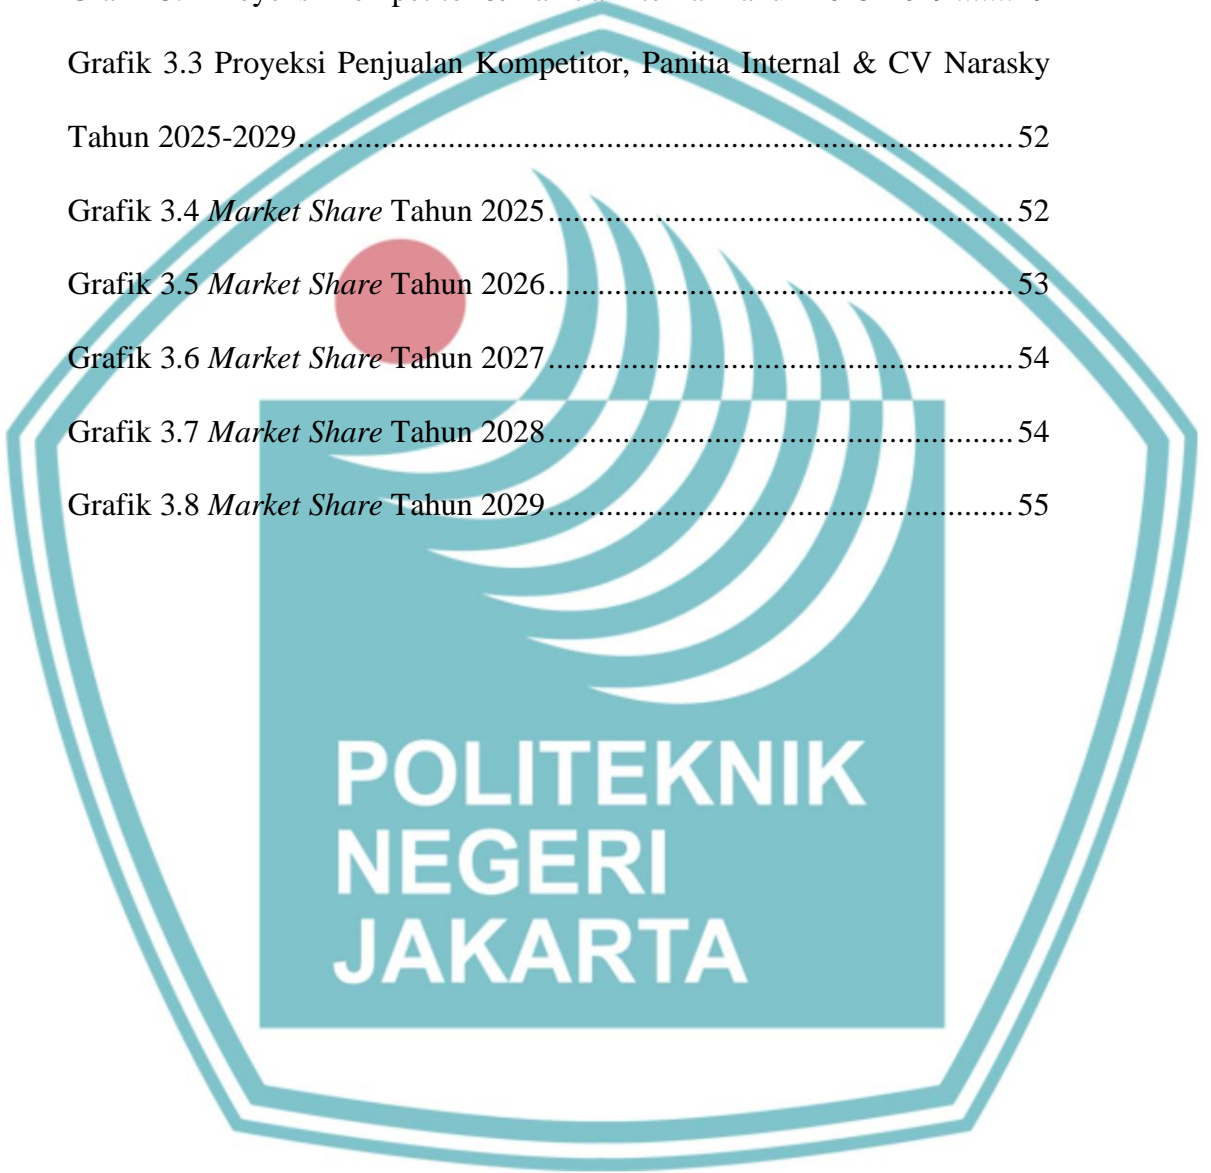 Grafik 3.3 Proyeksi Penjualan Kompetitor, Panitia Internal & CV Narasky
Tahun 2025-2029.................................................................................. 52
Grafik 3.4 Market Share Tahun 2025..................................................... 52
Grafik 3.5 Market Share Tahun 2026..................................................... 53
Grafik 3.6 Market Share Tahun 2027..................................................... 54
Grafik 3.7 Market Share Tahun 2028..................................................... 54
Grafik 3.8 Market Share Tahun 2029..................................................... 55
POLITEKNIK
NEGERI
JAKARTA